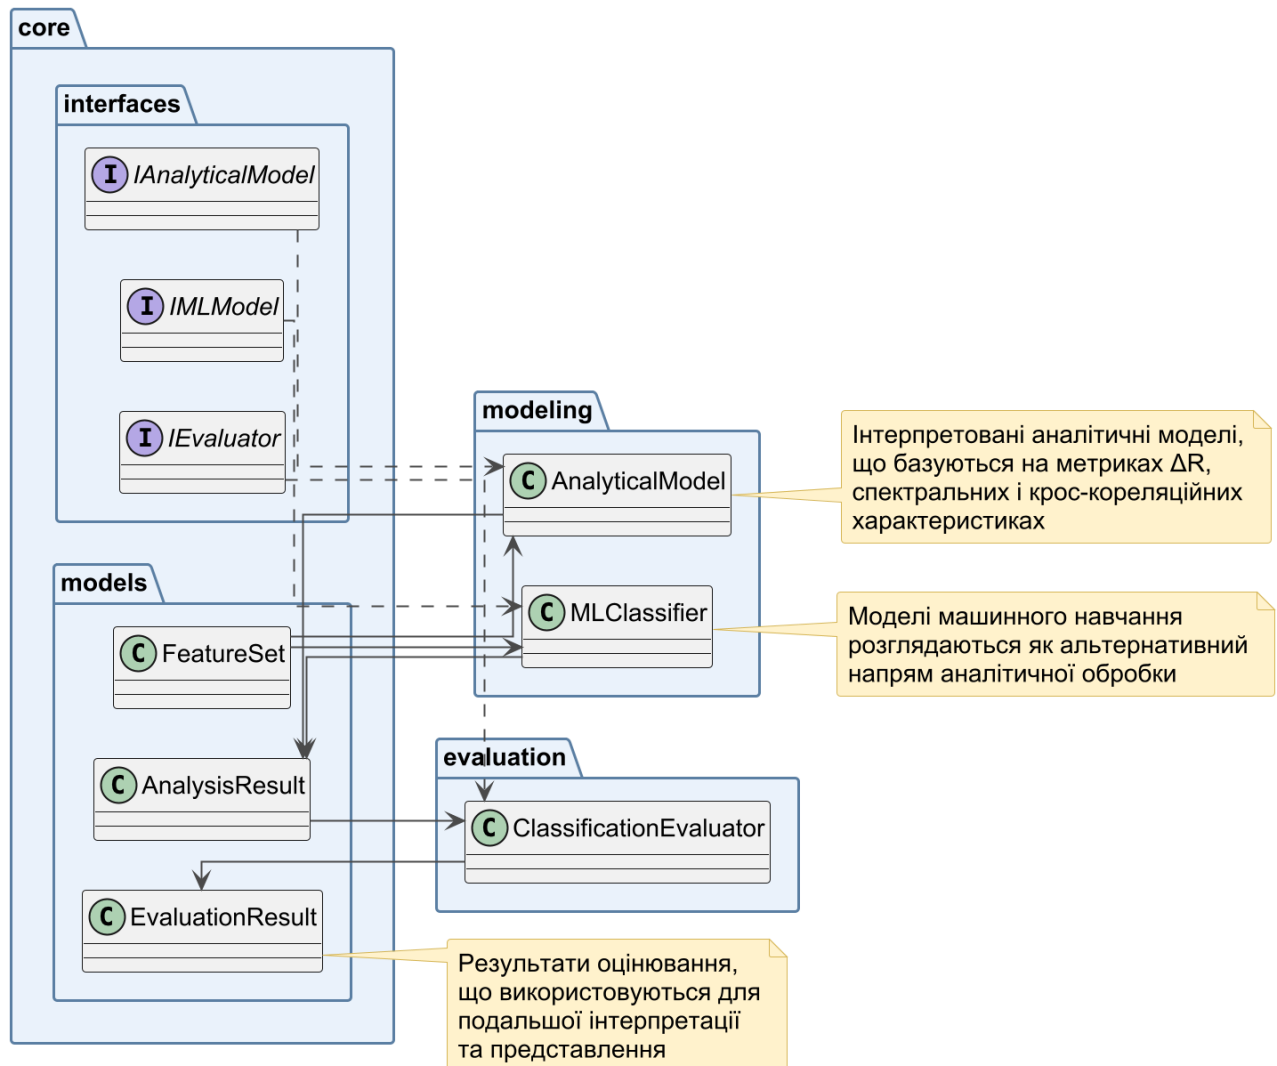 core
interfaces
I IAnalyticalModel
I IMLModel
I IEvaluator
modeling
C AnalyticalModel
Інтерпретовані аналітичні моделі,
що базуються на метриках ΔR,
спектральних і крос-кореляційних
характеристиках
models
C MLClassifier
Моделі машинного навчання
розглядаються як альтернативний
напрям аналітичної обробки
C FeatureSet
evaluation
C AnalysisResult
C ClassificationEvaluator
C EvaluationResult
Результати оцінювання,
що використовуються для
подальшої інтерпретації
та представлення